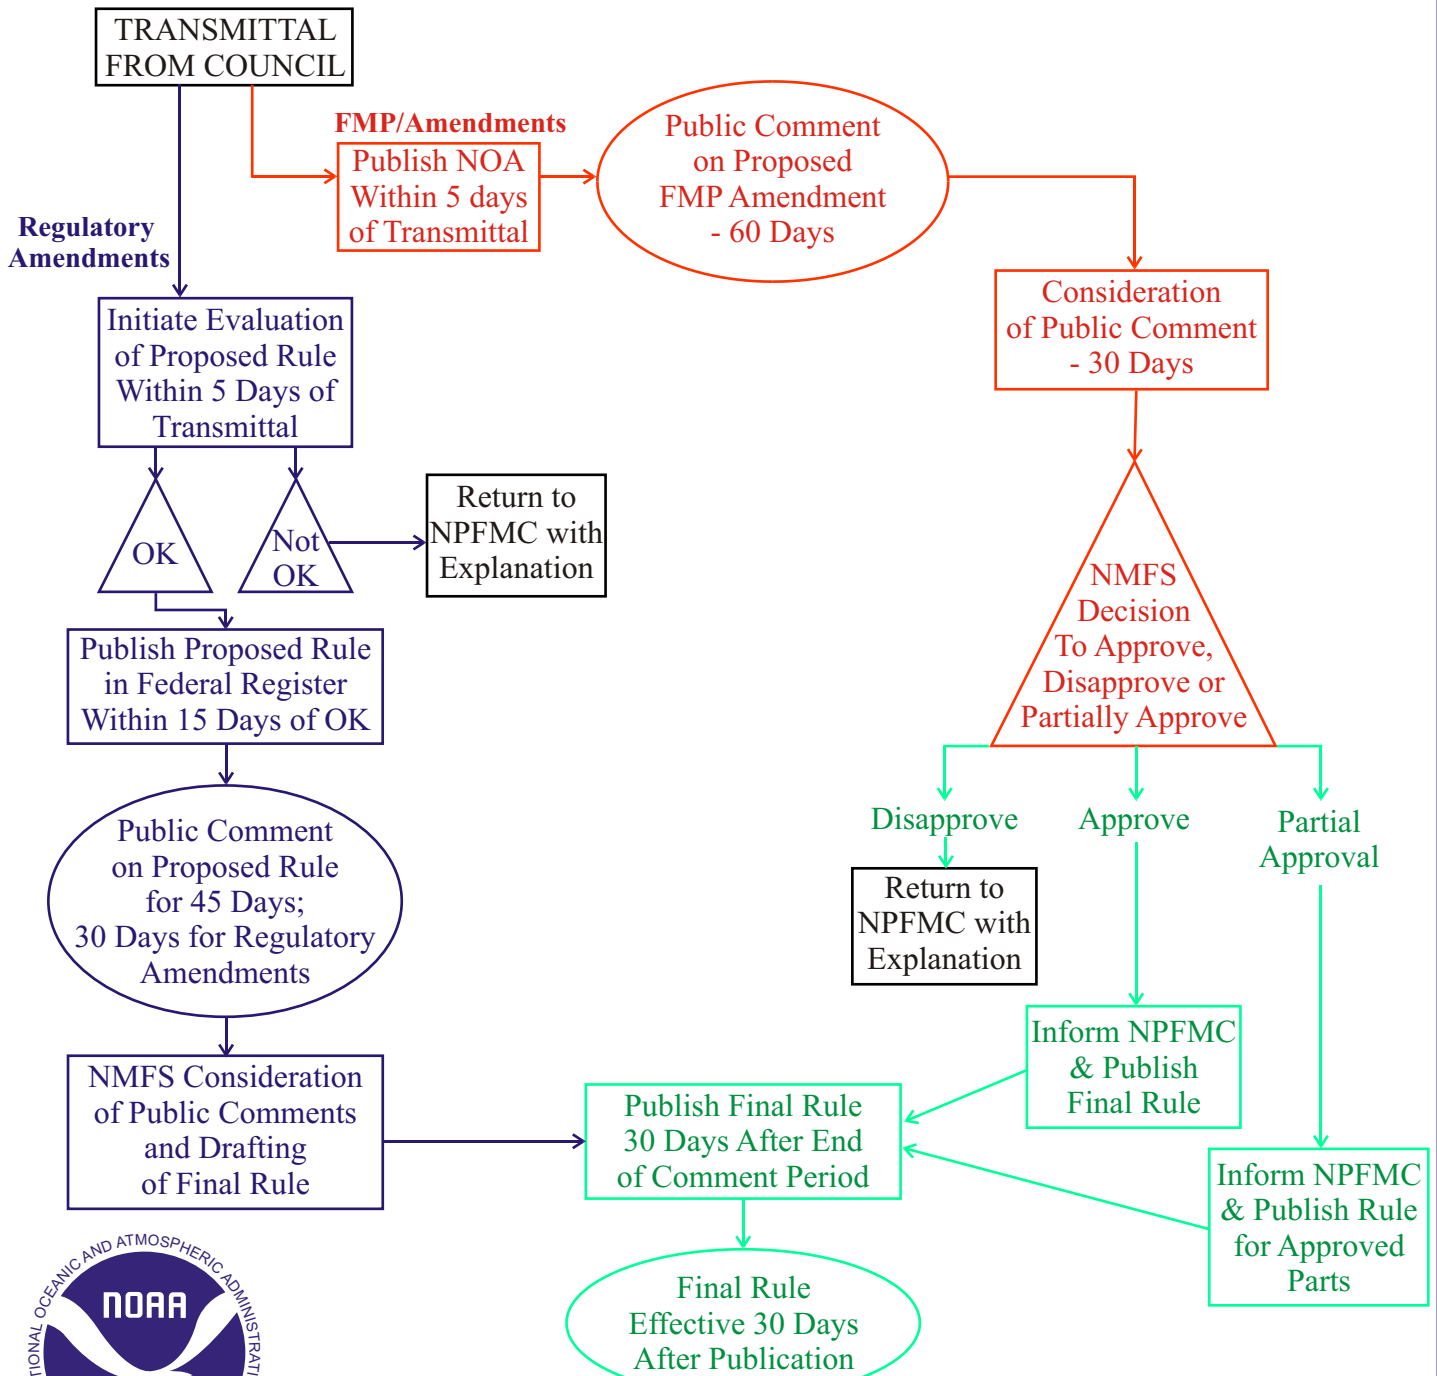 TRANSMITTAL
FROM COUNCIL
FMP/Amendments
Publish NOA
Within 5 days
of Transmittal
Public Comment
on Proposed
FMP Amendment
- 60 Days
Regulatory
Amendments
Consideration
of Public Comment
- 30 Days
Initiate Evaluation
of Proposed Rule
Within 5 Days of
Transmittal
OK
Not
OK
Return to
NPFMC with
Explanation
NMFS
Decision
To Approve,
Disapprove or
Partially Approve
Publish Proposed Rule
in Federal Register
Within 15 Days of OK
Disapprove
Approve
Partial
Approval
Public Comment
on Proposed Rule
for 45 Days;
30 Days for Regulatory
Amendments
Return to
NPFMC with
Explanation
Inform NPFMC
& Publish
Final Rule
NMFS Consideration
of Public Comments
and Drafting
of Final Rule
Publish Final Rule
30 Days After End
of Comment Period
Inform NPFMC
& Publish Rule
for Approved
Parts
Final Rule
Effective 30 Days
After Publication
OCEANIC AND ATMOSPHERIC
NOAA